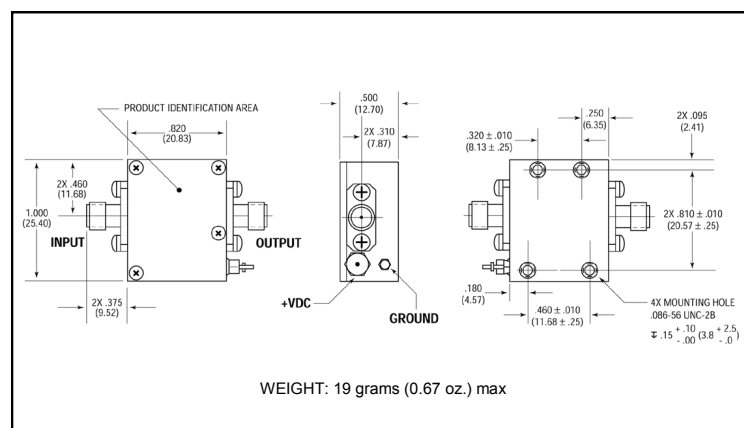 PRODUCT IDENTIFICATION AREA
.820
(20.83)
2X .460
(11.68)
1.000
(25.40)
INPUT
OUTPUT
2X .375
(9.52)
.500
(12.70)
2X .310
(7.87)
+VDC
GROUND
.250
(6.35)
.320 ± .010
(8.13 ± .25)
2X .095
(2.41)
2X .810 ± .010
(20.57 ± .25)
.180
(4.57)
.460 ± .010
(11.68 ± .25)
4X MOUNTING HOLE
.086-56 UNC-2B
↧ .15 + .10 - .00 (3.8 + 2.5 - .0)
WEIGHT: 19 grams (0.67 oz.) max